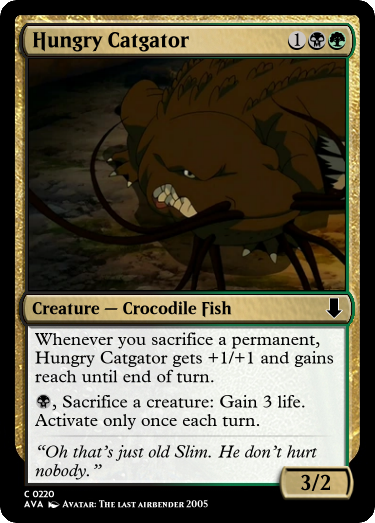 Hungry Catgator 1
Creature — Crocodile Fish
Whenever you sacrifice a permanent,
Hungry Catgator gets +1/+1 and gains
reach until end of turn.
, Sacrifice a creature: Gain 3 life.
Activate only once each turn.
“Oh that’s just old Slim. He don’t hurt
nobody.”
3/2
C 0220
AVA Avatar: The last airbender 2005